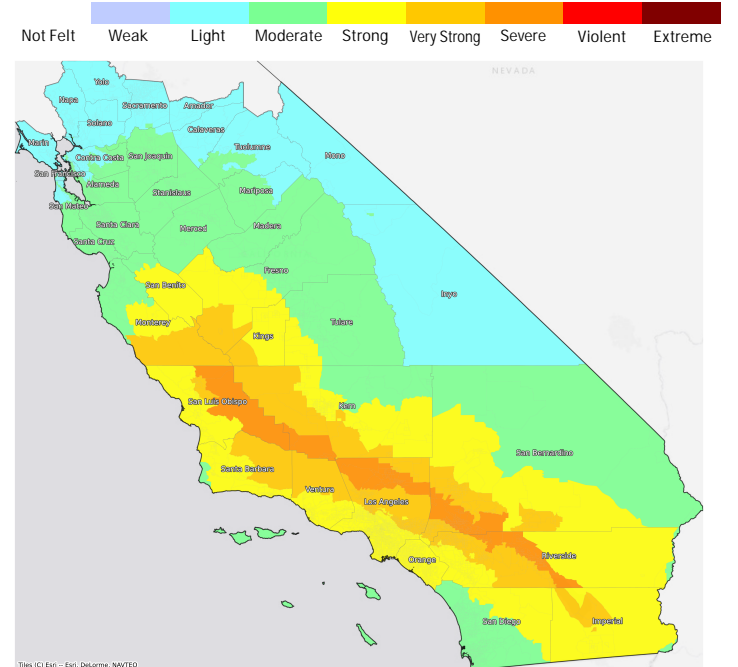 Not Felt Weak Light Moderate Strong Very Strong Severe Violent Extreme
NEVADA
Yolo
Napa
Sacramento
Amador
Solano
Calaveras
Marin
Tuolumne
Contra Costa
San Joaquin
Mono
San Francisco
Alameda
Stanislaus
Mariposa
San Mateo
Santa Clara
Merced
Madera
Santa Cruz
Fresno
San Benito
Inyo
Monterey
Tulare
Kings
San Luis Obispo
Kern
San Bernardino
Santa Barbara
Ventura
Los Angeles
Orange
Riverside
San Diego
Imperial
Tiles (C) Esri -- Esri, DeLorme, NAVTEQ